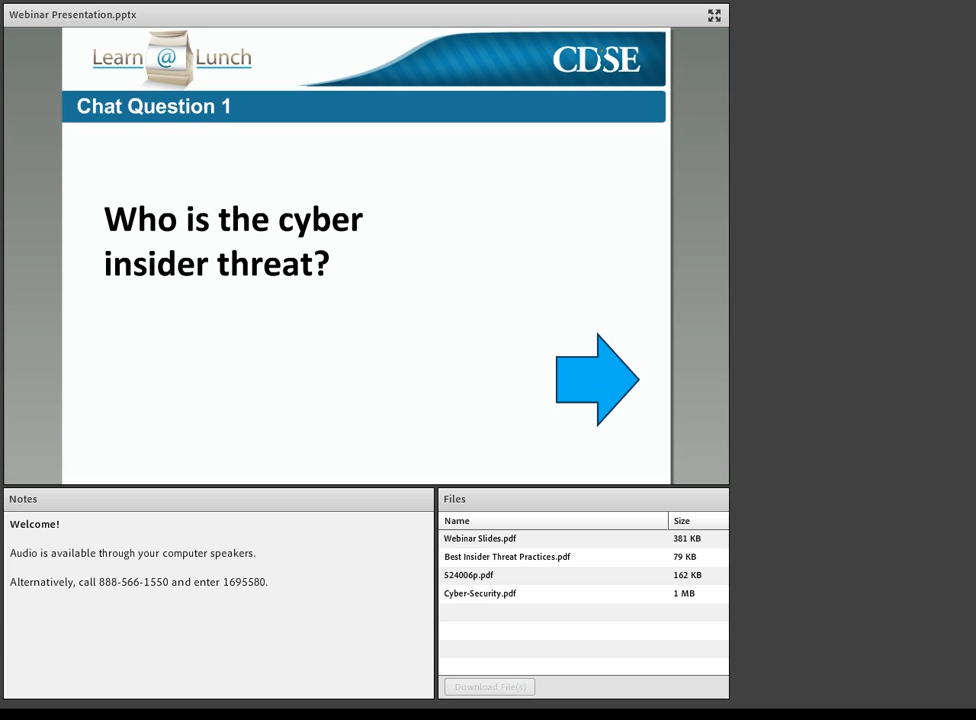 Webinar Presentation.pptx
Learn @ Lunch
CDSE
Chat Question 1
Who is the cyber
insider threat?
Notes
Welcome!
Audio is available through your computer speakers.
Alternatively, call 888-566-1550 and enter 1695580.
Files
Name Size
Webinar Slides.pdf 381 KB
Best Insider Threat Practices.pdf 79 KB
524006p.pdf 162 KB
Cyber-Security.pdf 1 MB
Download File(s)